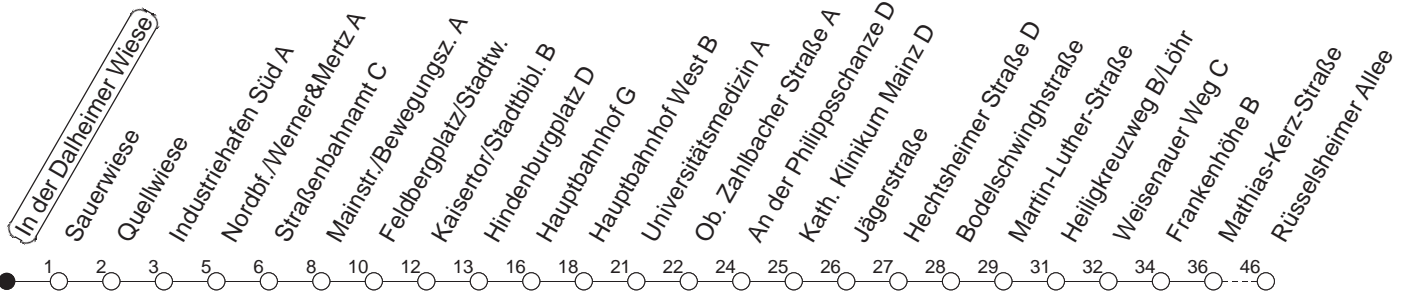 In der Dalheimer Wiese
Sauerwiese
Quellwiese
Industriehafen Süd A
Nordbf./Werner&Mertz A
Straßenbahnamt C
Mainstr./Bewegungsz. A
Feldbergplatz/Stadtw.
Kaisertor/Stadtbibl. B
Hindenburgplatz D
Hauptbahnhof G
Hauptbahnhof West B
Universitätsmedizin A
Ob. Zahlbacher Straße A
An der Philippsschanze D
Kath. Klinikum Mainz D
Jägerstraße
Hechtsheimer Straße D
Bodelschwinghstraße
Martin-Luther-Straße
Heiligkreuzweg B/Löhr
Weisenauer Weg C
Frankenhöhe B
Mathias-Kerz-Straße
Rüsselsheimer Allee
1 2 3 5 6 8 10 12 13 16 18 21 22 24 25 26 27 28 29 31 32 34 36 46